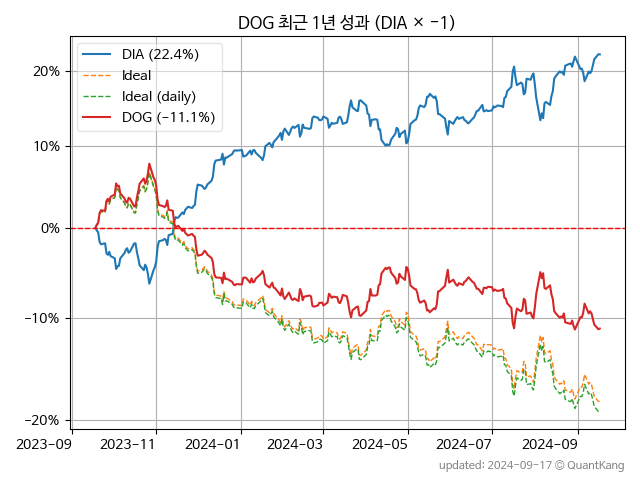 DOG 최근 1년 성과 (DIA × −1)
DIA (22.4%)
Ideal
Ideal (daily)
DOG (−11.1%)
20%
10%
0%
−10%
−20%
2023-09
2023-11
2024-01
2024-03
2024-05
2024-07
2024-09
updated: 2024-09-17 © QuantKang